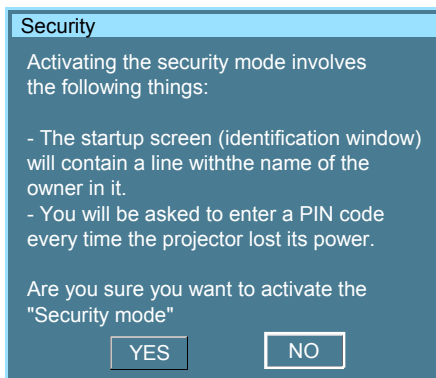 Security
Activating the security mode involves
the following things:
- The startup screen (identification window)
will contain a line withthe name of the
owner in it.
- You will be asked to enter a PIN code
every time the projector lost its power.
Are you sure you want to activate the
"Security mode"
YES NO